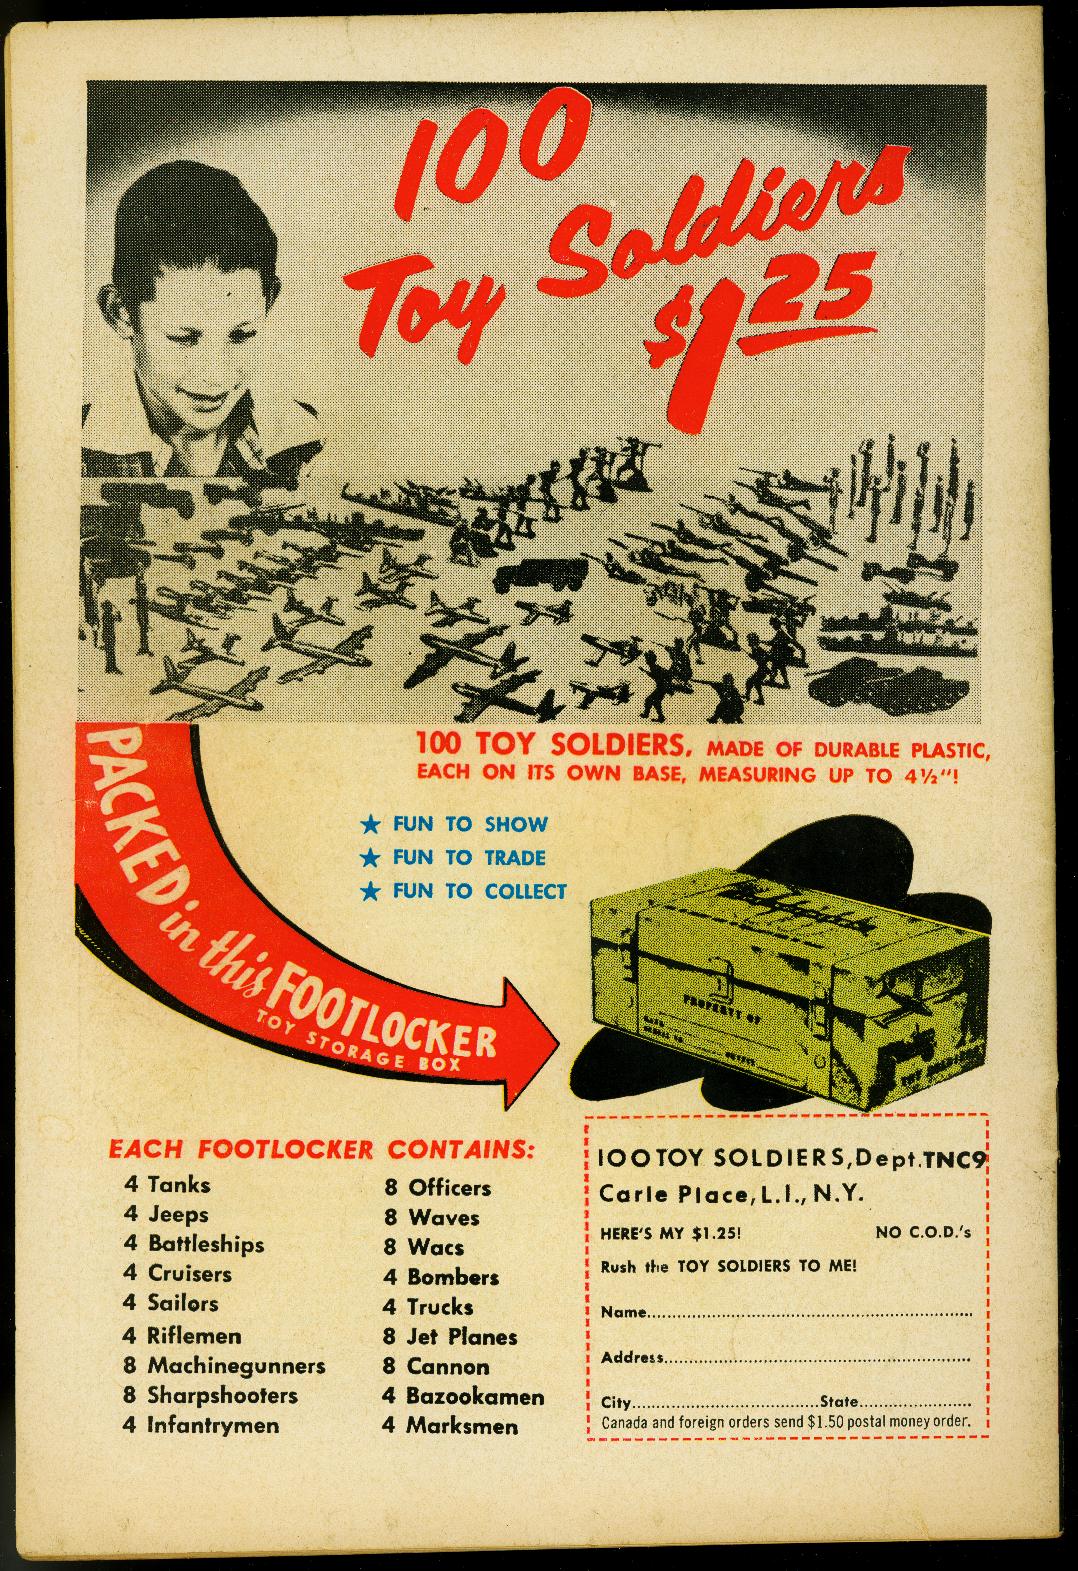 100
Toy Soldiers
$1 25
100 TOY SOLDIERS, MADE OF DURABLE PLASTIC,
EACH ON ITS OWN BASE, MEASURING UP TO 4½"!
PACKED in this FOOTLOCKER
TOY STORAGE BOX
★ FUN TO SHOW
★ FUN TO TRADE
★ FUN TO COLLECT
PROPERTY OF
EACH FOOTLOCKER CONTAINS:
4 Tanks
4 Jeeps
4 Battleships
4 Cruisers
4 Sailors
4 Riflemen
8 Machinegunners
8 Sharpshooters
4 Infantrymen
8 Officers
8 Waves
8 Wacs
4 Bombers
4 Trucks
8 Jet Planes
8 Cannon
4 Bazookamen
4 Marksmen
100 TOY SOLDIERS, Dept. TNC9
Carle Place, L.I., N.Y.
HERE'S MY $1.25! NO C.O.D.'s
Rush the TOY SOLDIERS TO ME!
Name
Address
City State
Canada and foreign orders send $1.50 postal money order.